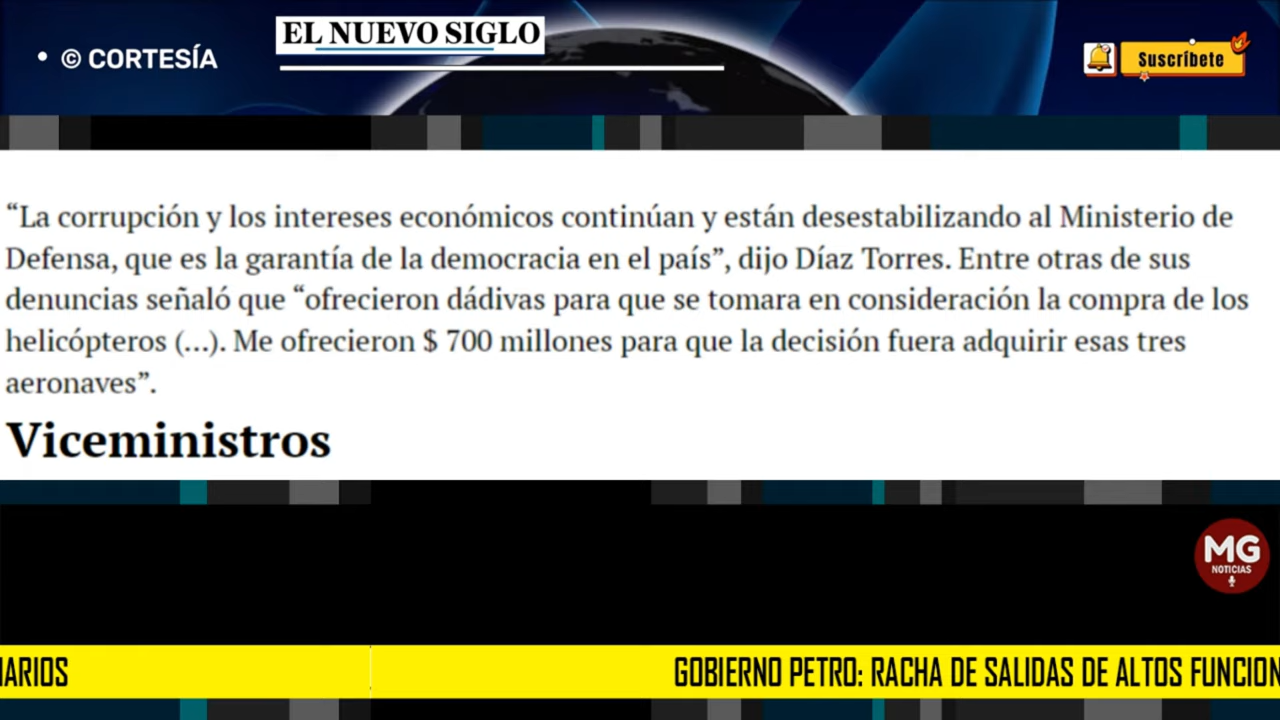 • © CORTESÍA
EL NUEVO SIGLO
Suscríbete
“La corrupción y los intereses económicos continúan y están desestabilizando al Ministerio de
Defensa, que es la garantía de la democracia en el país”, dijo Díaz Torres. Entre otras de sus
denuncias señaló que “ofrecieron dádivas para que se tomara en consideración la compra de los
helicópteros (...). Me ofrecieron $ 700 millones para que la decisión fuera adquirir esas tres
aeronaves”.
Viceministros
MG
NOTICIAS
IARIOS
GOBIERNO PETRO: RACHA DE SALIDAS DE ALTOS FUNCION